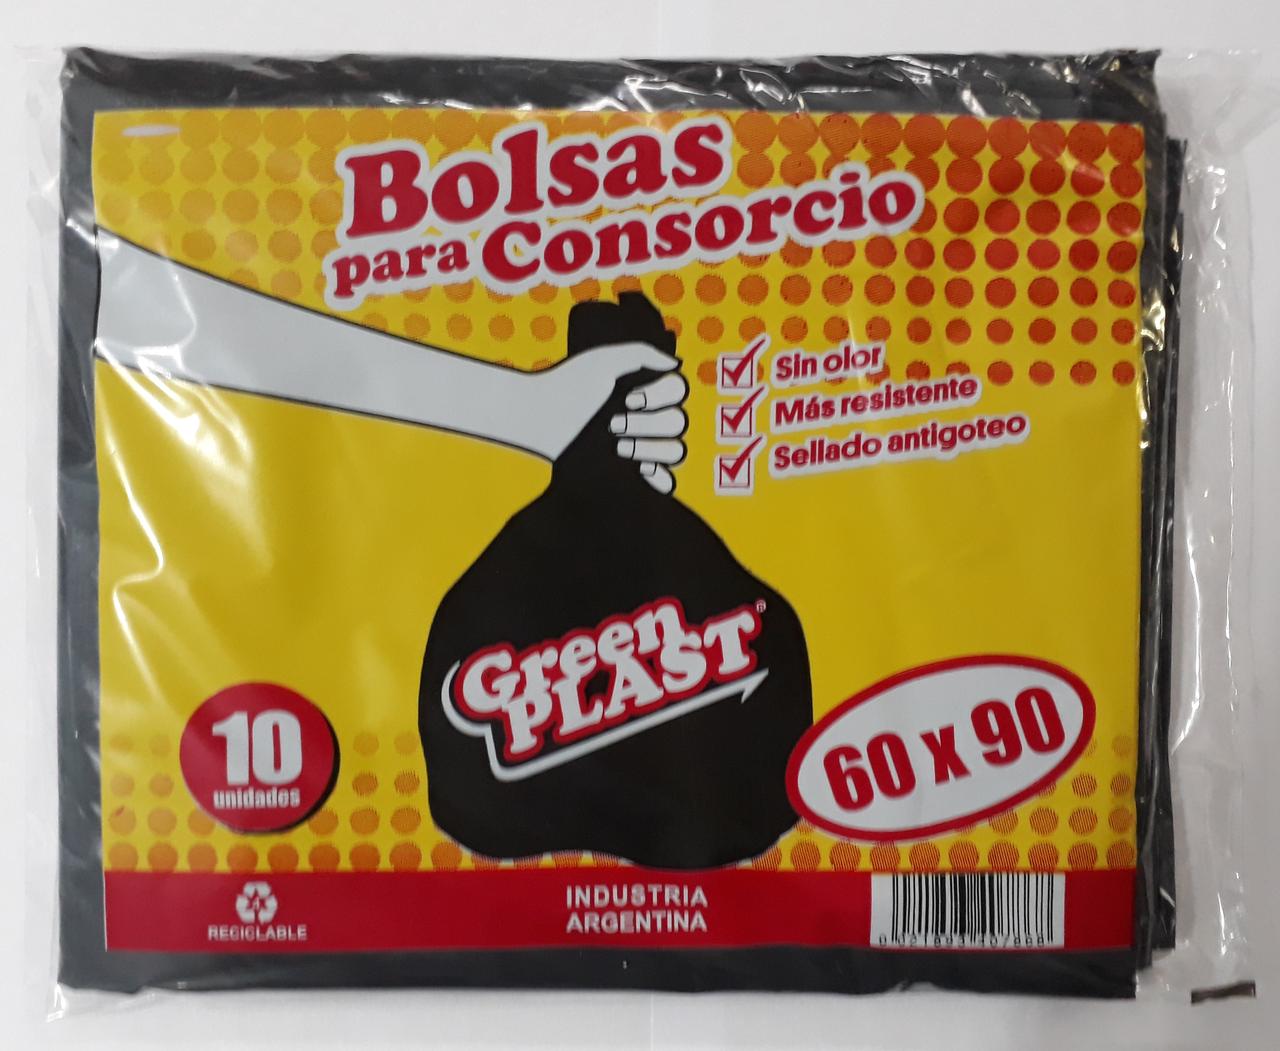 Bolsas
para Consorcio
Sin olor
Más resistente
Sellado antigoteo
Green
PLAST®
10
unidades
60 x 90
RECICLABLE
INDUSTRIA
ARGENTINA